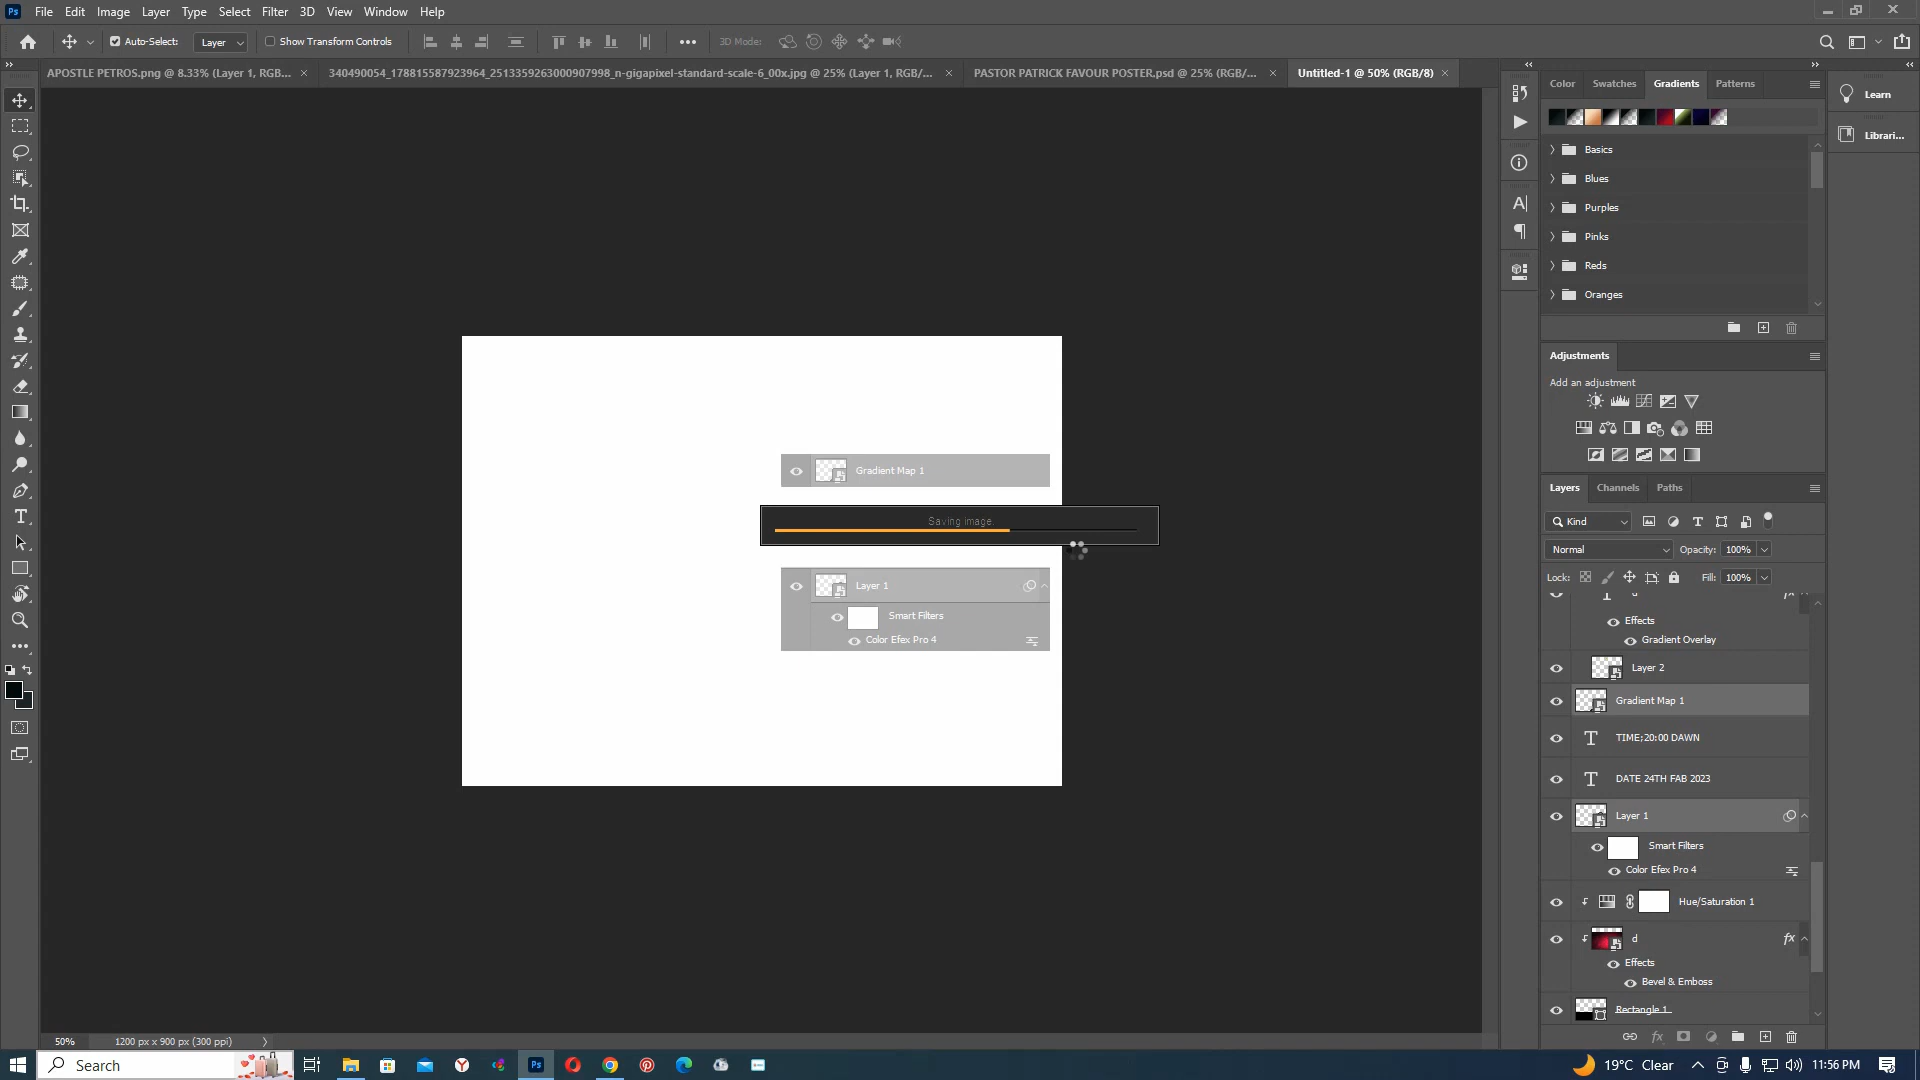 File Edit Image Layer Type Select Filter 3D View Window Help
Auto-Select: Layer Show Transform Controls 3D Mode:
APOSTLE PETROS.png @ 8.33% (Layer 1, RGB... 340490054_178815587923964_2513359263000907998_n-gigapixel-standard-scale-6_00x.jpg @ 25% (Layer 1, RGB/... PASTOR PATRICK FAVOUR POSTER.psd @ 25% (RGB/... Untitled-1 @ 50% (RGB/8)
Color Swatches Gradients Patterns
Learn
Librari...
Basics
Blues
Purples
Pinks
Reds
Oranges
Adjustments
Add an adjustment
Gradient Map 1
Saving image
Layer 1
Smart Filters
Color Efex Pro 4
Layers Channels Paths
Kind
Normal Opacity: 100%
Lock: Fill: 100%
Effects
Gradient Overlay
Layer 2
Gradient Map 1
TIME;20:00 DAWN
DATE 24TH FAB 2023
Layer 1
Smart Filters
Color Efex Pro 4
Hue/Saturation 1
d fx
Effects
Bevel & Emboss
Rectangle 1
50% 1200 px x 900 px (300 ppi)
Search
19°C Clear 11:56 PM